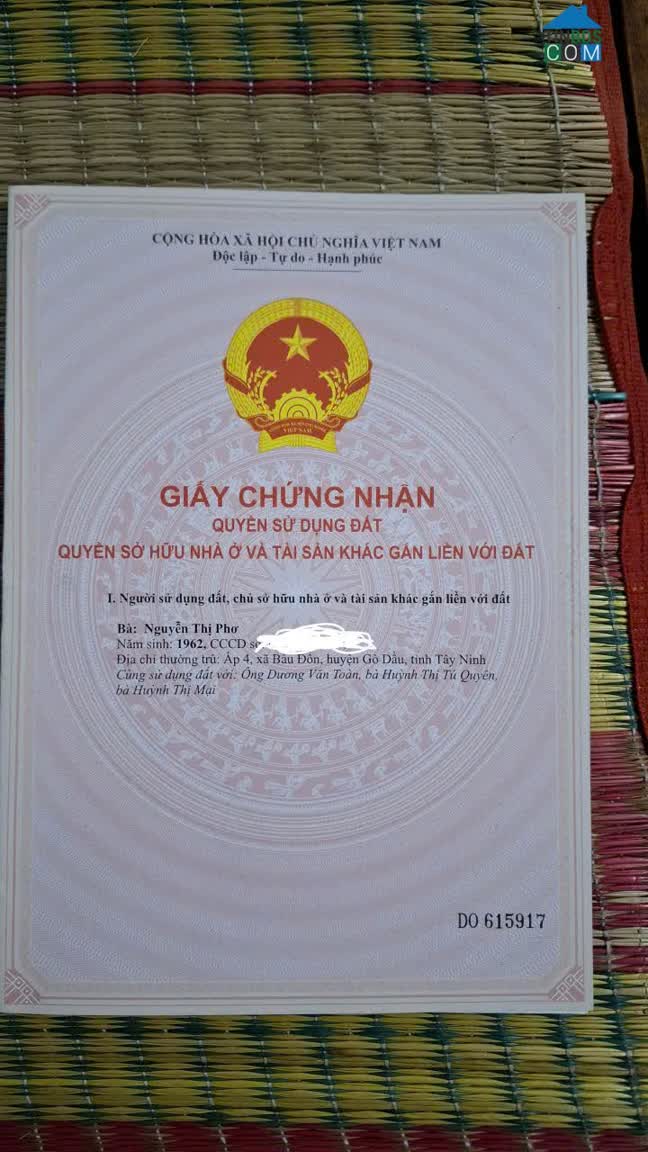 COM
CỘNG HÒA XÃ HỘI CHỦ NGHĨA VIỆT NAM
Độc lập - Tự do - Hạnh phúc
VIỆT NAM
GIẤY CHỨNG NHẬN
QUYỀN SỬ DỤNG ĐẤT
QUYỀN SỞ HỮU NHÀ Ở VÀ TÀI SẢN KHÁC GẮN LIỀN VỚI ĐẤT
I. Người sử dụng đất, chủ sở hữu nhà ở và tài sản khác gắn liền với đất
Bà: Nguyễn Thị Phơ
Năm sinh: 1962, CCCD số
Địa chỉ thường trú: Ấp 4, xã Bàu Đồn, huyện Gò Dầu, tỉnh Tây Ninh
Cùng sử dụng đất với: Ông Dương Văn Toàn, bà Huỳnh Thị Tú Quyên,
bà Huỳnh Thị Mai
DO 615917